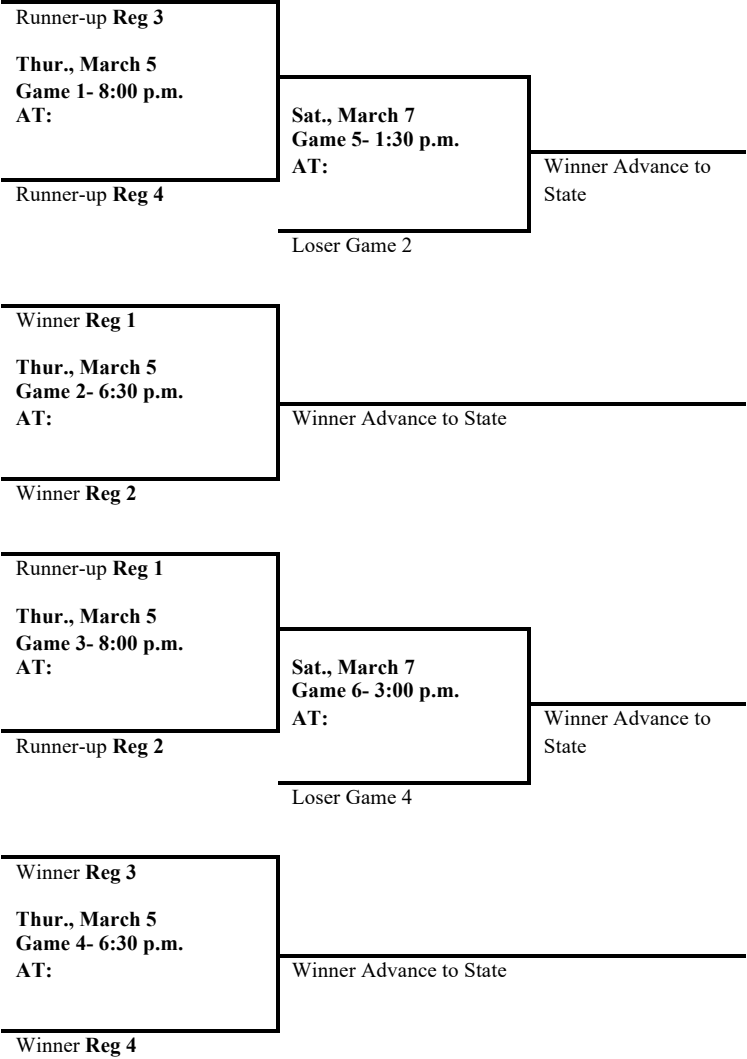 Runner-up Reg 3
Thur., March 5
Game 1- 8:00 p.m.
AT:
Runner-up Reg 4
Sat., March 7
Game 5- 1:30 p.m.
AT:
Loser Game 2
Winner Advance to
State
Winner Reg 1
Thur., March 5
Game 2- 6:30 p.m.
AT:
Winner Reg 2
Winner Advance to State
Runner-up Reg 1
Thur., March 5
Game 3- 8:00 p.m.
AT:
Runner-up Reg 2
Sat., March 7
Game 6- 3:00 p.m.
AT:
Loser Game 4
Winner Advance to
State
Winner Reg 3
Thur., March 5
Game 4- 6:30 p.m.
AT:
Winner Reg 4
Winner Advance to State